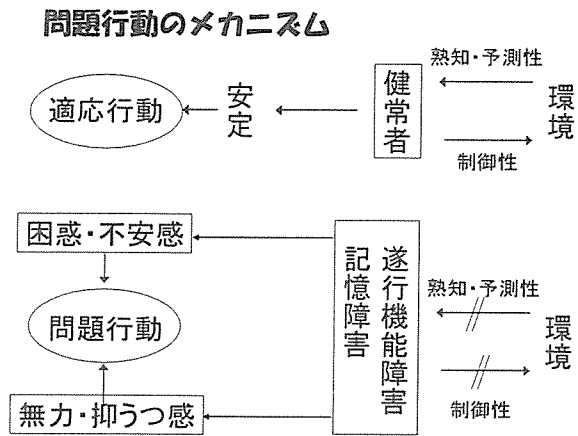 問題行動のメカニズム
適応行動
安定
健常者
熟知・予測性
制御性
環境
困惑・不安感
問題行動
無力・抑うつ感
遂行機能障害
記憶障害
熟知・予測性
制御性
環境